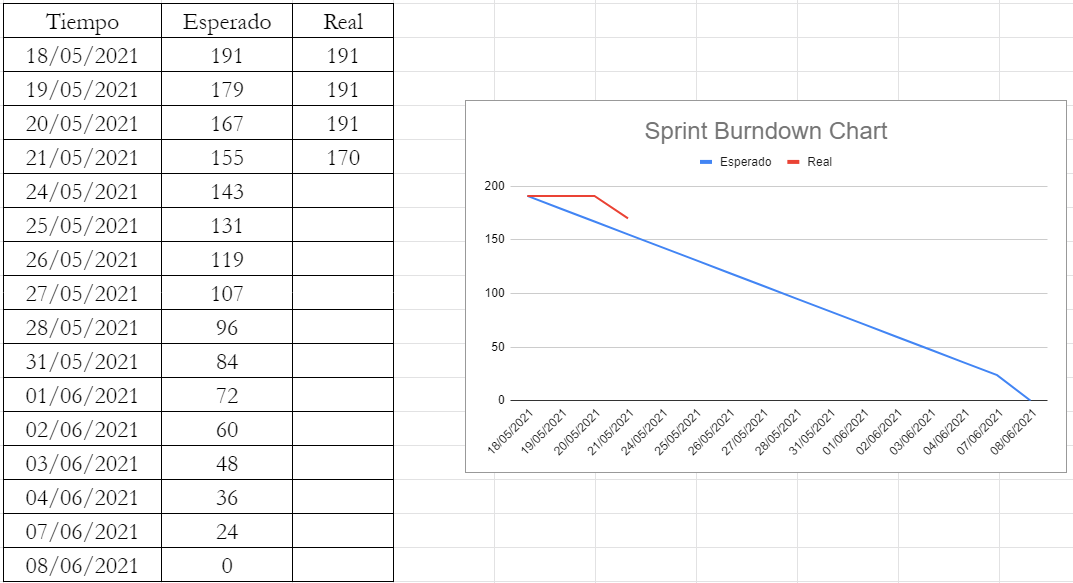 Tiempo Esperado Real
18/05/2021 191 191
19/05/2021 179 191
20/05/2021 167 191
21/05/2021 155 170
24/05/2021 143
25/05/2021 131
26/05/2021 119
27/05/2021 107
28/05/2021 96
31/05/2021 84
01/06/2021 72
02/06/2021 60
03/06/2021 48
04/06/2021 36
07/06/2021 24
08/06/2021 0
Sprint Burndown Chart
Esperado Real
200
150
100
50
0
18/05/2021 19/05/2021 20/05/2021 21/05/2021 24/05/2021 25/05/2021 26/05/2021 27/05/2021 28/05/2021 31/05/2021 01/06/2021 02/06/2021 03/06/2021 04/06/2021 07/06/2021 08/06/2021